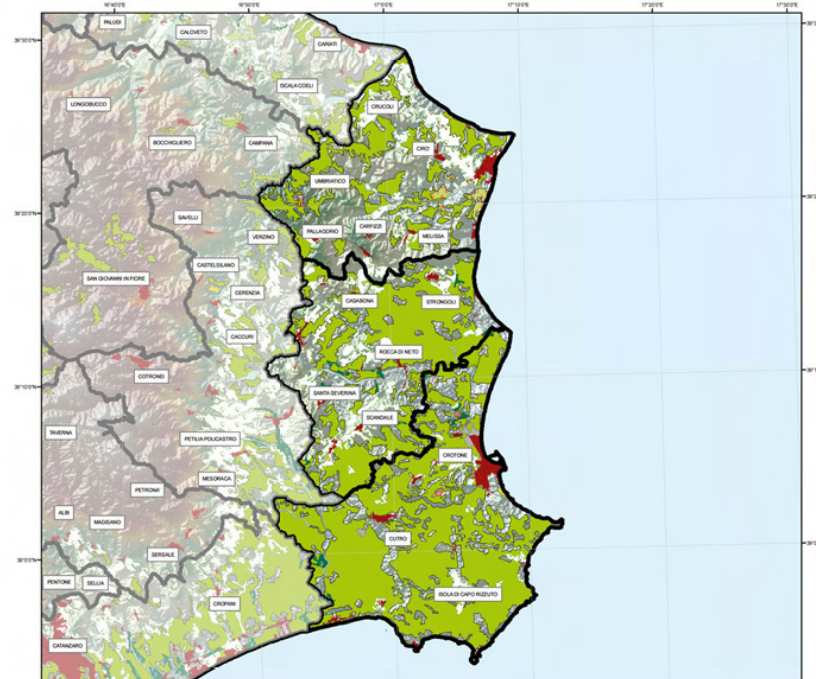 16°40'0"E 16°50'0"E 17°0'0"E 17°10'0"E 17°20'0"E 17°30'0"E
PALUDI
CALOVETO
CARIATI
ISCALA COELI
LONGOBUCCO
CRUCOLI
BOCCHIGLIERO
CAMPANA
CIRO'
UMBRIATICO
SAVELLI
VERZINO
PALLAGORIO
CARFIZZI
MELISSA
CASTELSILANO
SAN GIOVANNI IN FIORE
CERENZIA
CASABONA
STRONGOLI
CACCURI
ROCCA DI NETO
COTRONEI
SANTA SEVERINA
SCANDALE
TAVERNA
PETILIA POLICASTRO
CROTONE
MESORACA
PETRONA'
ALBI
MAGISANO
CUTRO
SERSALE
PENTONE
SELLIA
CROPANI
ISOLA DI CAPO RIZZUTO
CATANZARO